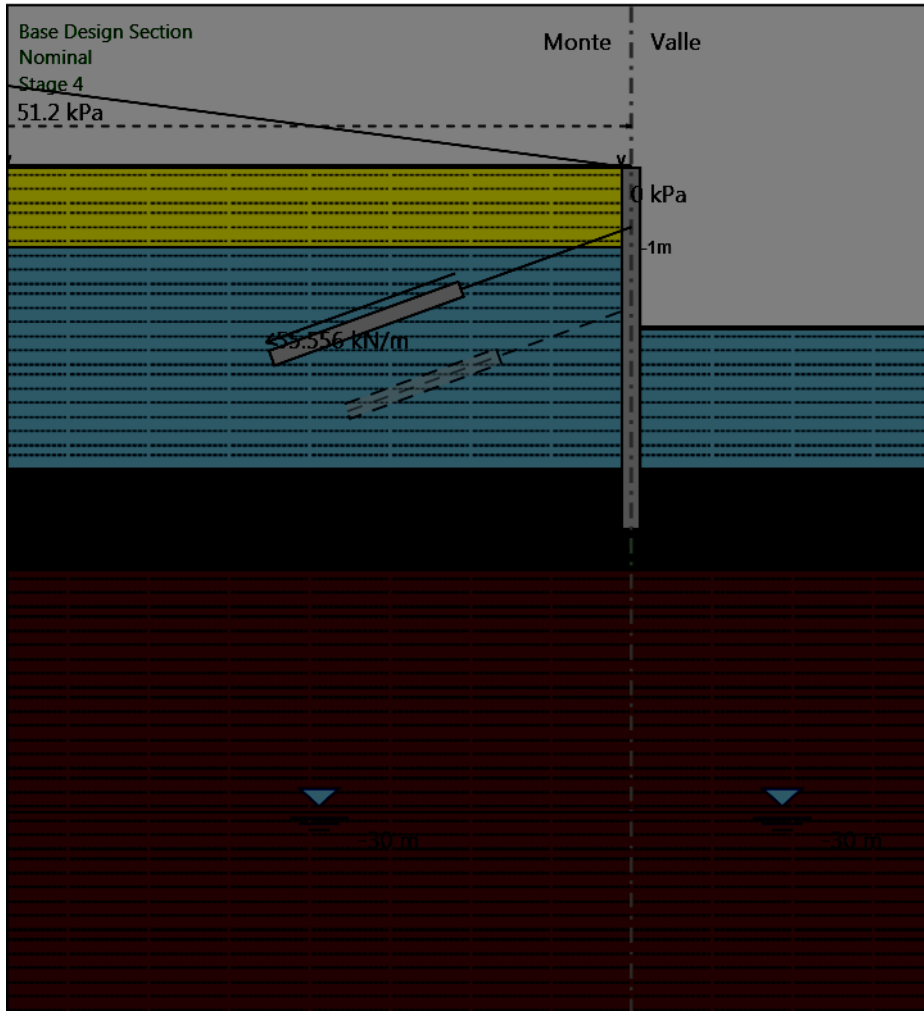 Base Design Section
Nominal
Stage 4
51.2 kPa
Monte
Valle
0 kPa
-1m
55.556 kN/m
-30 m
-30 m